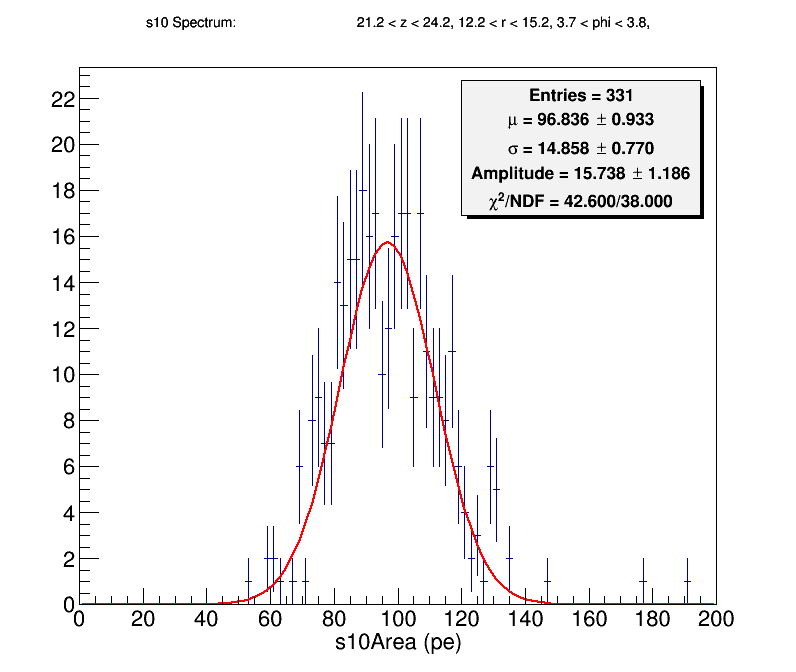 s10 Spectrum: 21.2 < z < 24.2, 12.2 < r < 15.2, 3.7 < phi < 3.8,
Entries = 331
μ = 96.836 ± 0.933
σ = 14.858 ± 0.770
Amplitude = 15.738 ± 1.186
χ²/NDF = 42.600/38.000
22
20
18
16
14
12
10
8
6
4
2
0
0 20 40 60 80 100 120 140 160 180 200
s10Area (pe)